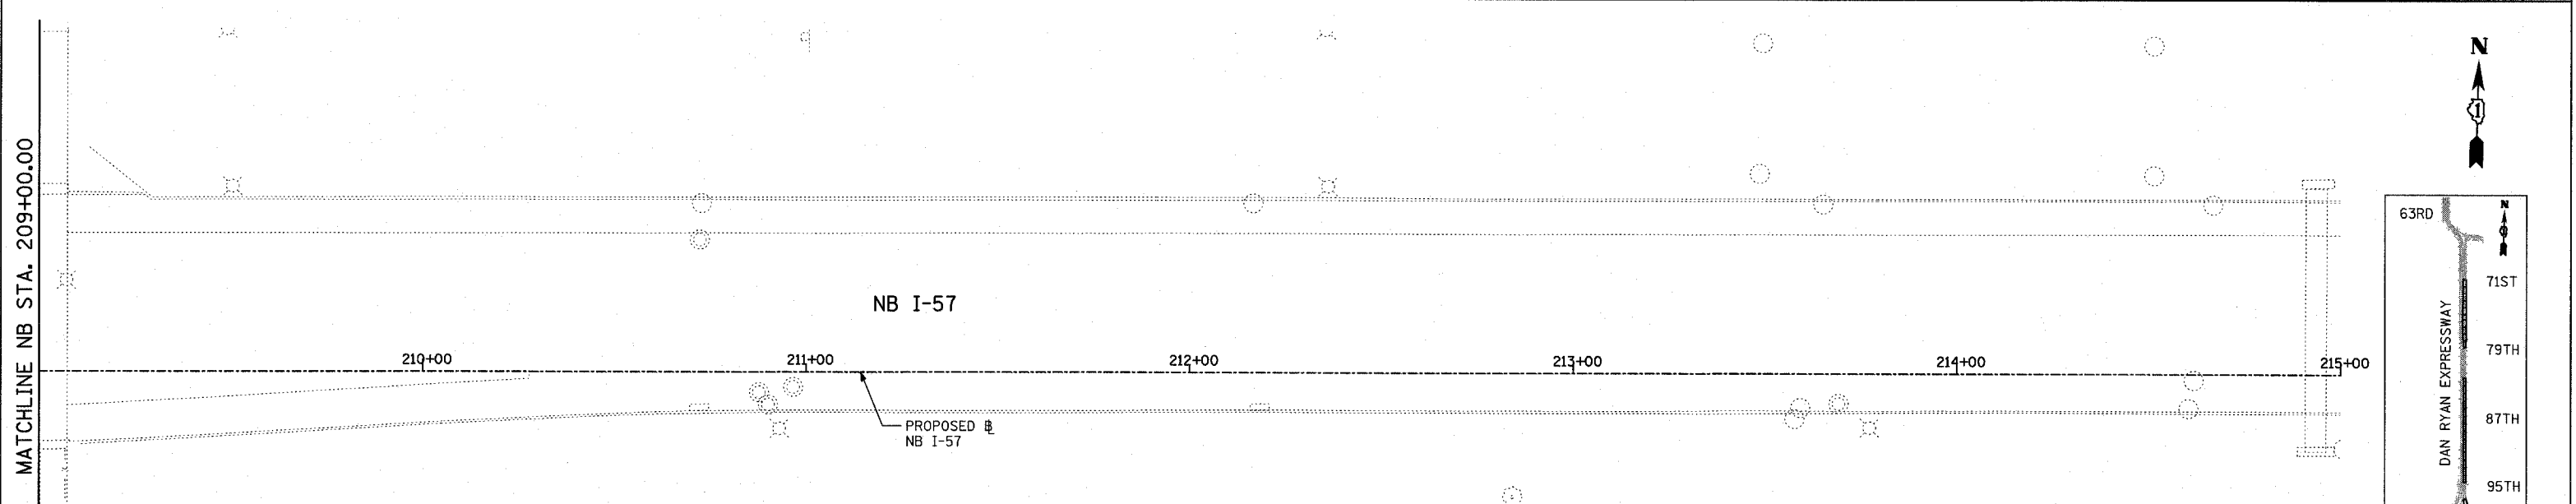 MATCHLINE NB STA. 209+00.00
NB I-57
210+00
211+00
212+00
213+00
214+00
215+00
PROPOSED ℄
NB I-57
N
1
63RD
N
71ST
79TH
87TH
95TH
DAN RYAN EXPRESSWAY